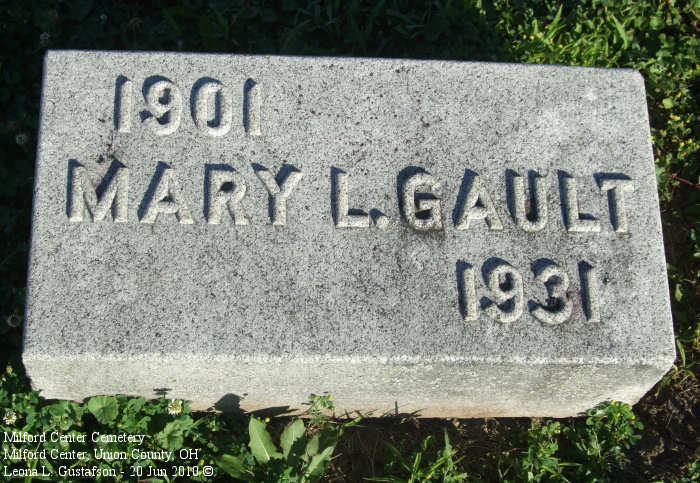 1901
MARY L. GAULT
1931
Milford Center Cemetery
Milford Center, Union County, OH
Leona L. Gustafson - 20 Jun 2010 ©